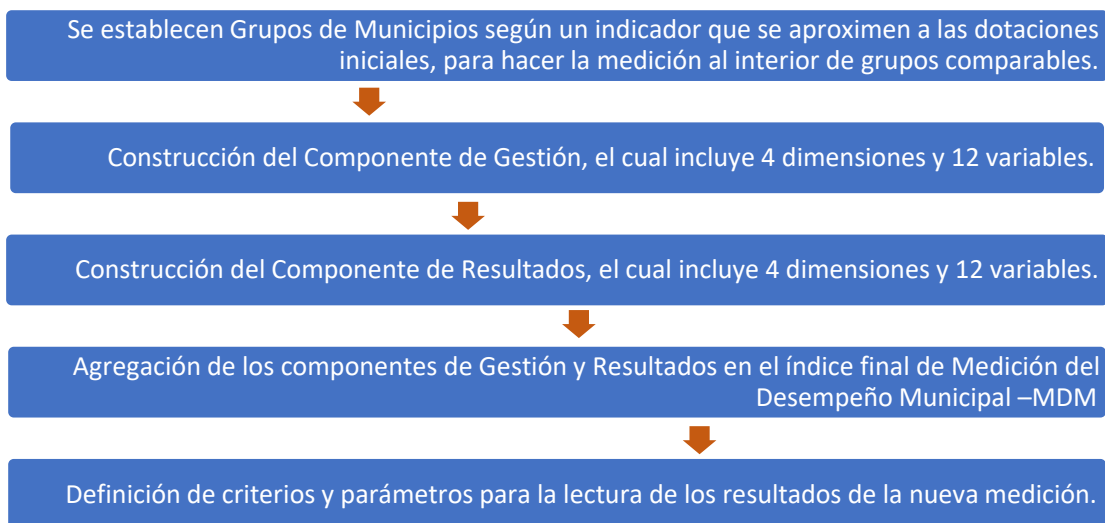 Se establecen Grupos de Municipios según un indicador que se aproximen a las dotaciones
iniciales, para hacer la medición al interior de grupos comparables.
Construcción del Componente de Gestión, el cual incluye 4 dimensiones y 12 variables.
Construcción del Componente de Resultados, el cual incluye 4 dimensiones y 12 variables.
Agregación de los componentes de Gestión y Resultados en el índice final de Medición del
Desempeño Municipal –MDM
Definición de criterios y parámetros para la lectura de los resultados de la nueva medición.